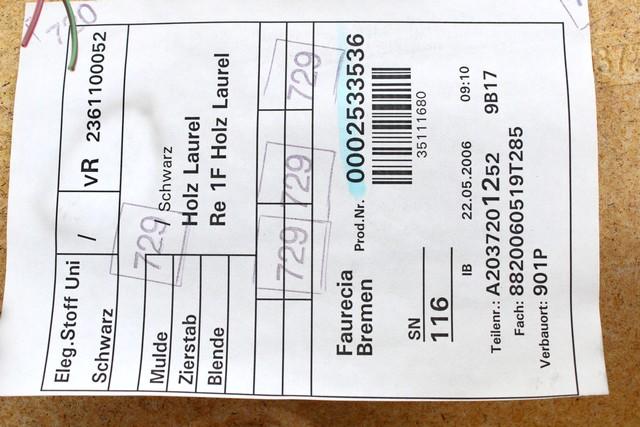 Eleg.Stoff Uni / VR 2361100052
Schwarz
Mulde / Schwarz
Zierstab Holz Laurel
Blende Re 1F Holz Laurel
729
729 729 729
729
Faurecia Prod.Nr. 0002533536
Bremen
35111680
SN
116
IB 22.05.2006 09:10
Teilenr.: A2037201252 9B17
Fach: 8820060519T285
Verbauort: 901P